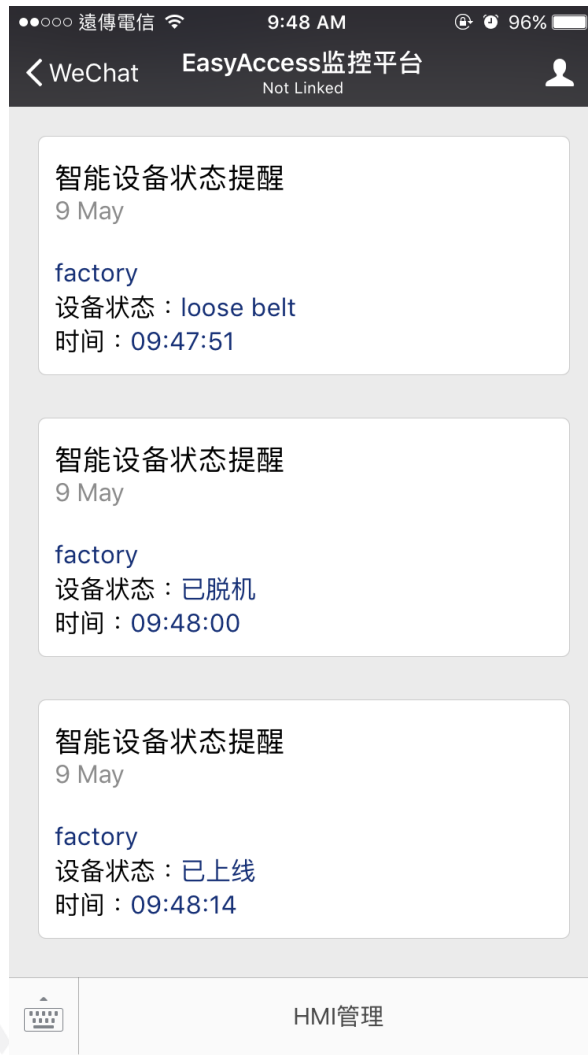 遠傳電信 9:48 AM 96%
WeChat EasyAccess监控平台
Not Linked
智能设备状态提醒
9 May
factory
设备状态：loose belt
时间：09:47:51
智能设备状态提醒
9 May
factory
设备状态：已脱机
时间：09:48:00
智能设备状态提醒
9 May
factory
设备状态：已上线
时间：09:48:14
HMI管理